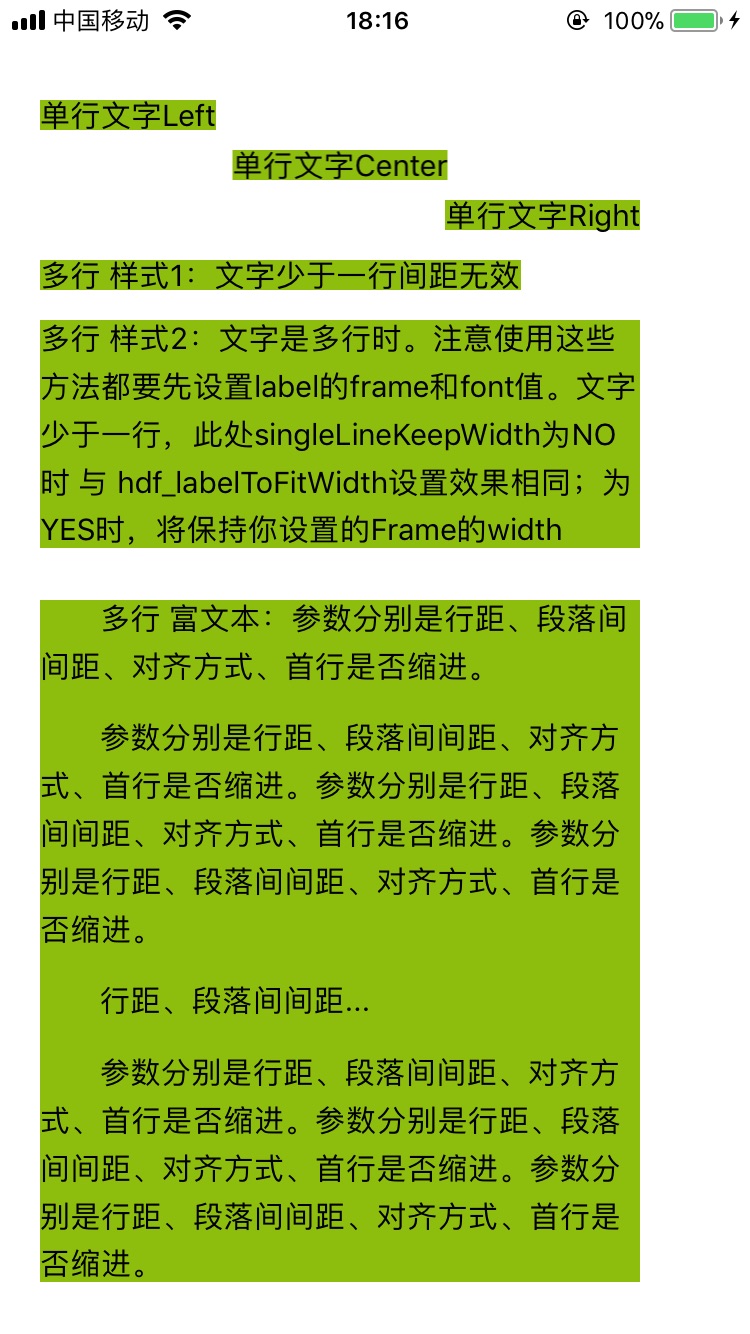 中国移动 18:16 100%
单行文字Left
单行文字Center
单行文字Right
多行 样式1：文字少于一行间距无效
多行 样式2：文字是多行时。注意使用这些
方法都要先设置label的frame和font值。文字
少于一行，此处singleLineKeepWidth为NO
时 与 hdf_labelToFitWidth设置效果相同；为
YES时，将保持你设置的Frame的width
多行 富文本：参数分别是行距、段落间
间距、对齐方式、首行是否缩进。
参数分别是行距、段落间间距、对齐方
式、首行是否缩进。参数分别是行距、段落
间间距、对齐方式、首行是否缩进。参数分
别是行距、段落间间距、对齐方式、首行是
否缩进。
行距、段落间间距...
参数分别是行距、段落间间距、对齐方
式、首行是否缩进。参数分别是行距、段落
间间距、对齐方式、首行是否缩进。参数分
别是行距、段落间间距、对齐方式、首行是
否缩进。